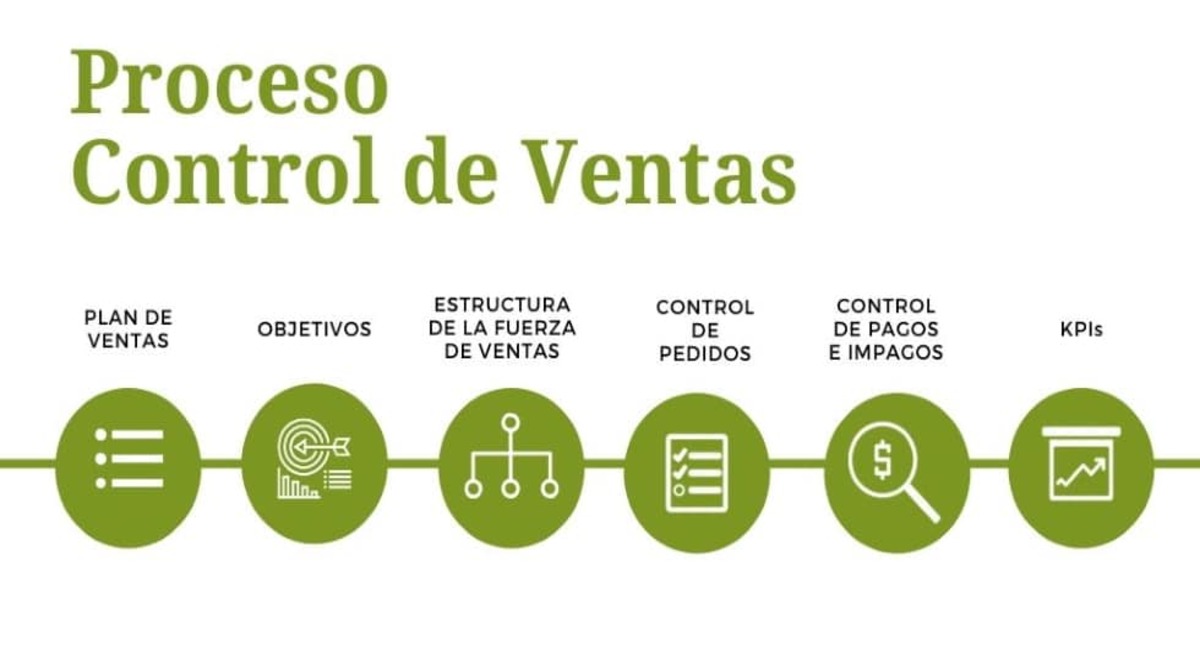 Proceso
Control de Ventas
PLAN DE
VENTAS
OBJETIVOS
ESTRUCTURA
DE LA FUERZA
DE VENTAS
CONTROL
DE
PEDIDOS
CONTROL
DE PAGOS
E IMPAGOS
KPIs
$